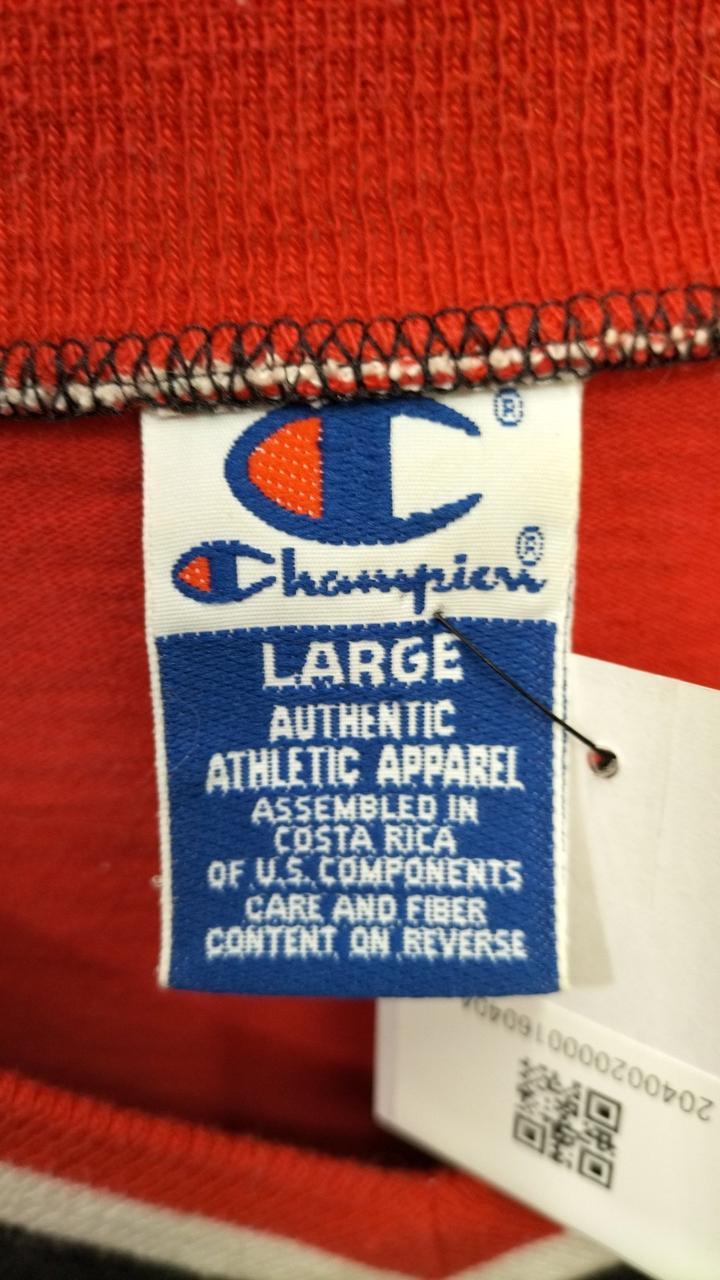 ®
Champion®
LARGE
AUTHENTIC
ATHLETIC APPAREL
ASSEMBLED IN
COSTA RICA
OF U.S. COMPONENTS
CARE AND FIBER
CONTENT ON REVERSE